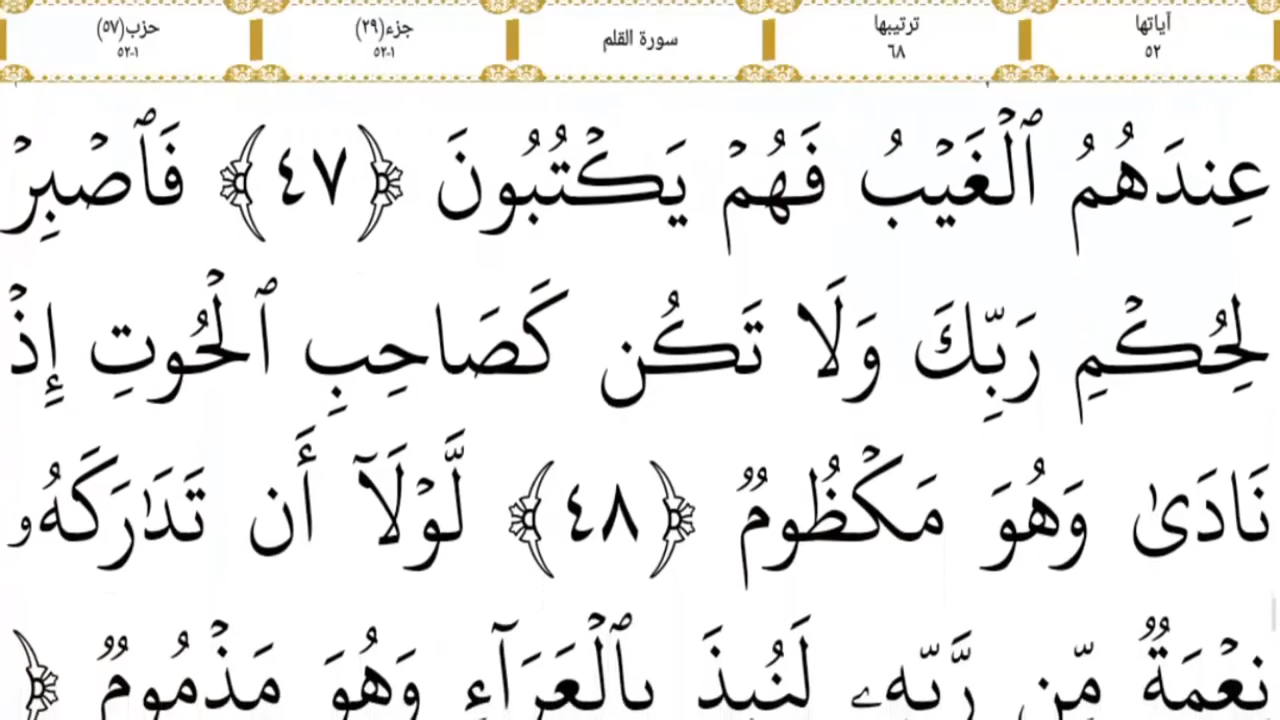 آياتها ترتيبها سورة القلم جزء(٢٩) حزب(٥٧)
٥٢ ٦٨ ٥٢-١ ٥٢-١
عِندَهُمُ ٱلْغَيْبُ فَهُمْ يَكْتُبُونَ ﴿٤٧﴾ فَٱصْبِرْ
لِحُكْمِ رَبِّكَ وَلَا تَكُن كَصَاحِبِ ٱلْحُوتِ إِذْ
نَادَىٰ وَهُوَ مَكْظُومٌ ﴿٤٨﴾ لَّوْلَآ أَن تَدَٰرَكَهُۥ
نِعْمَةٌ مِّن رَّبِّهِۦ لَنُبِذَ بِٱلْعَرَآءِ وَهُوَ مَذْمُومٌ ﴿